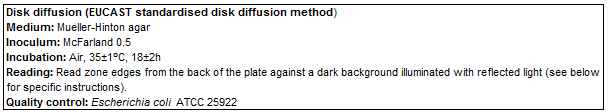 Disk diffusion (EUCAST standardised disk diffusion method)
Medium: Mueller-Hinton agar
Inoculum: McFarland 0.5
Incubation: Air, 35±1ºC, 18±2h
Reading: Read zone edges from the back of the plate against a dark background illuminated with reflected light (see below
for specific instructions).
Quality control: Escherichia coli ATCC 25922